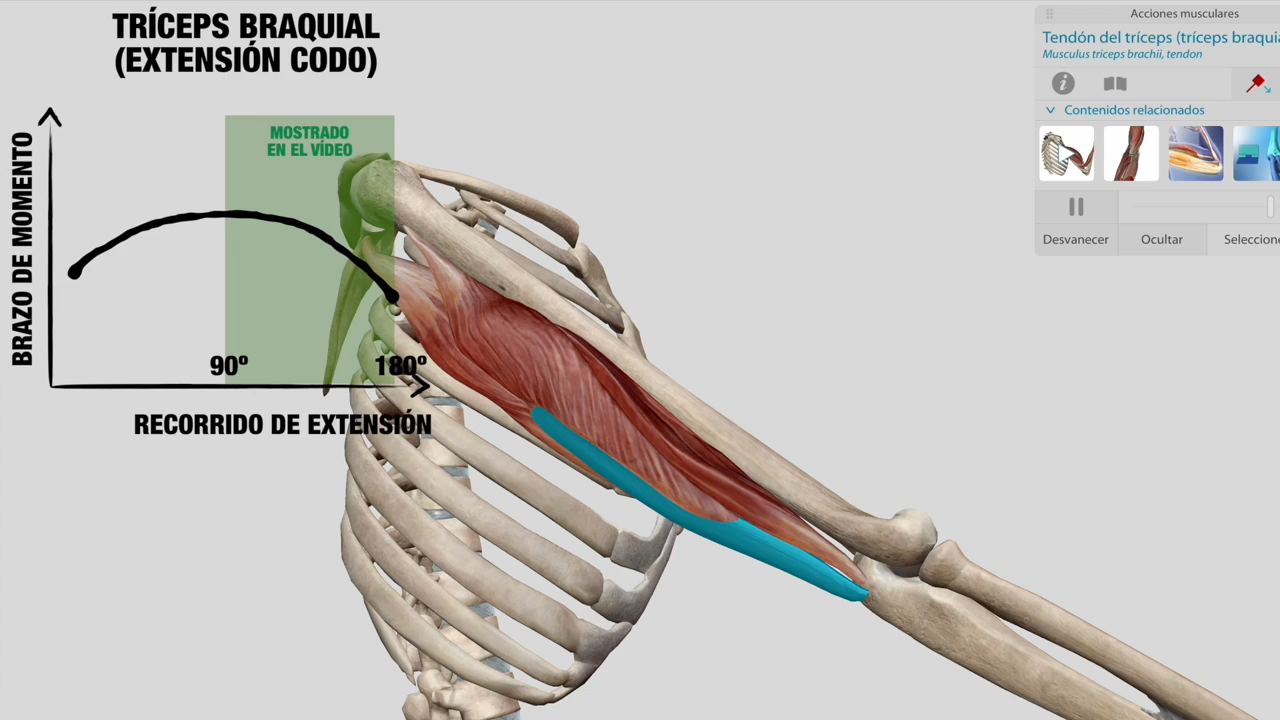 TRÍCEPS BRAQUIAL
(EXTENSIÓN CODO)
MOSTRADO
EN EL VÍDEO
BRAZO DE MOMENTO
90º
180º
RECORRIDO DE EXTENSIÓN
Acciones musculares
Tendón del tríceps (tríceps braquia
Musculus triceps brachii, tendon
Contenidos relacionados
Desvanecer
Ocultar
Seleccione